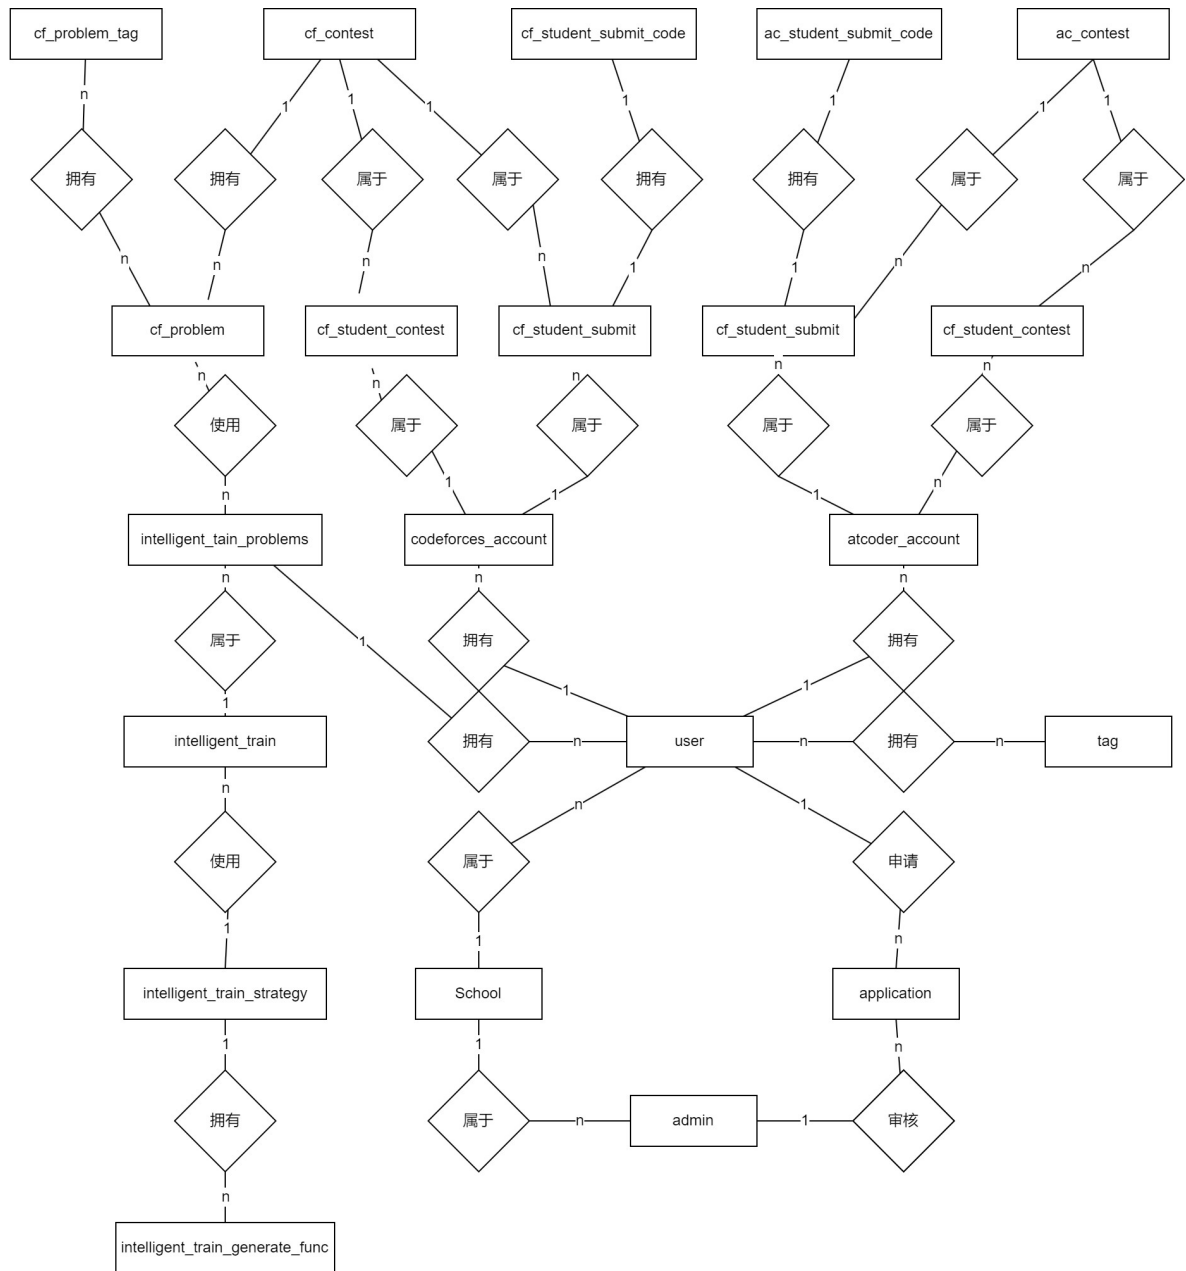 cf_problem_tag
cf_contest
cf_student_submit_code
ac_student_submit_code
ac_contest
n
1
1
1
1
1
1
1
拥有
拥有
属于
属于
拥有
拥有
属于
属于
n
n
n
n
1
1
n
n
cf_problem
cf_student_contest
cf_student_submit
cf_student_submit
cf_student_contest
n
n
n
n
n
使用
属于
属于
属于
属于
n
1
1
1
n
intelligent_tain_problems
codeforces_account
atcoder_account
n
n
n
属于
拥有
拥有
1
1
1
1
intelligent_train
拥有
n
user
n
拥有
n
tag
n
n
1
使用
属于
申请
1
1
n
intelligent_train_strategy
School
application
1
1
n
拥有
属于
n
admin
1
审核
n
intelligent_train_generate_func